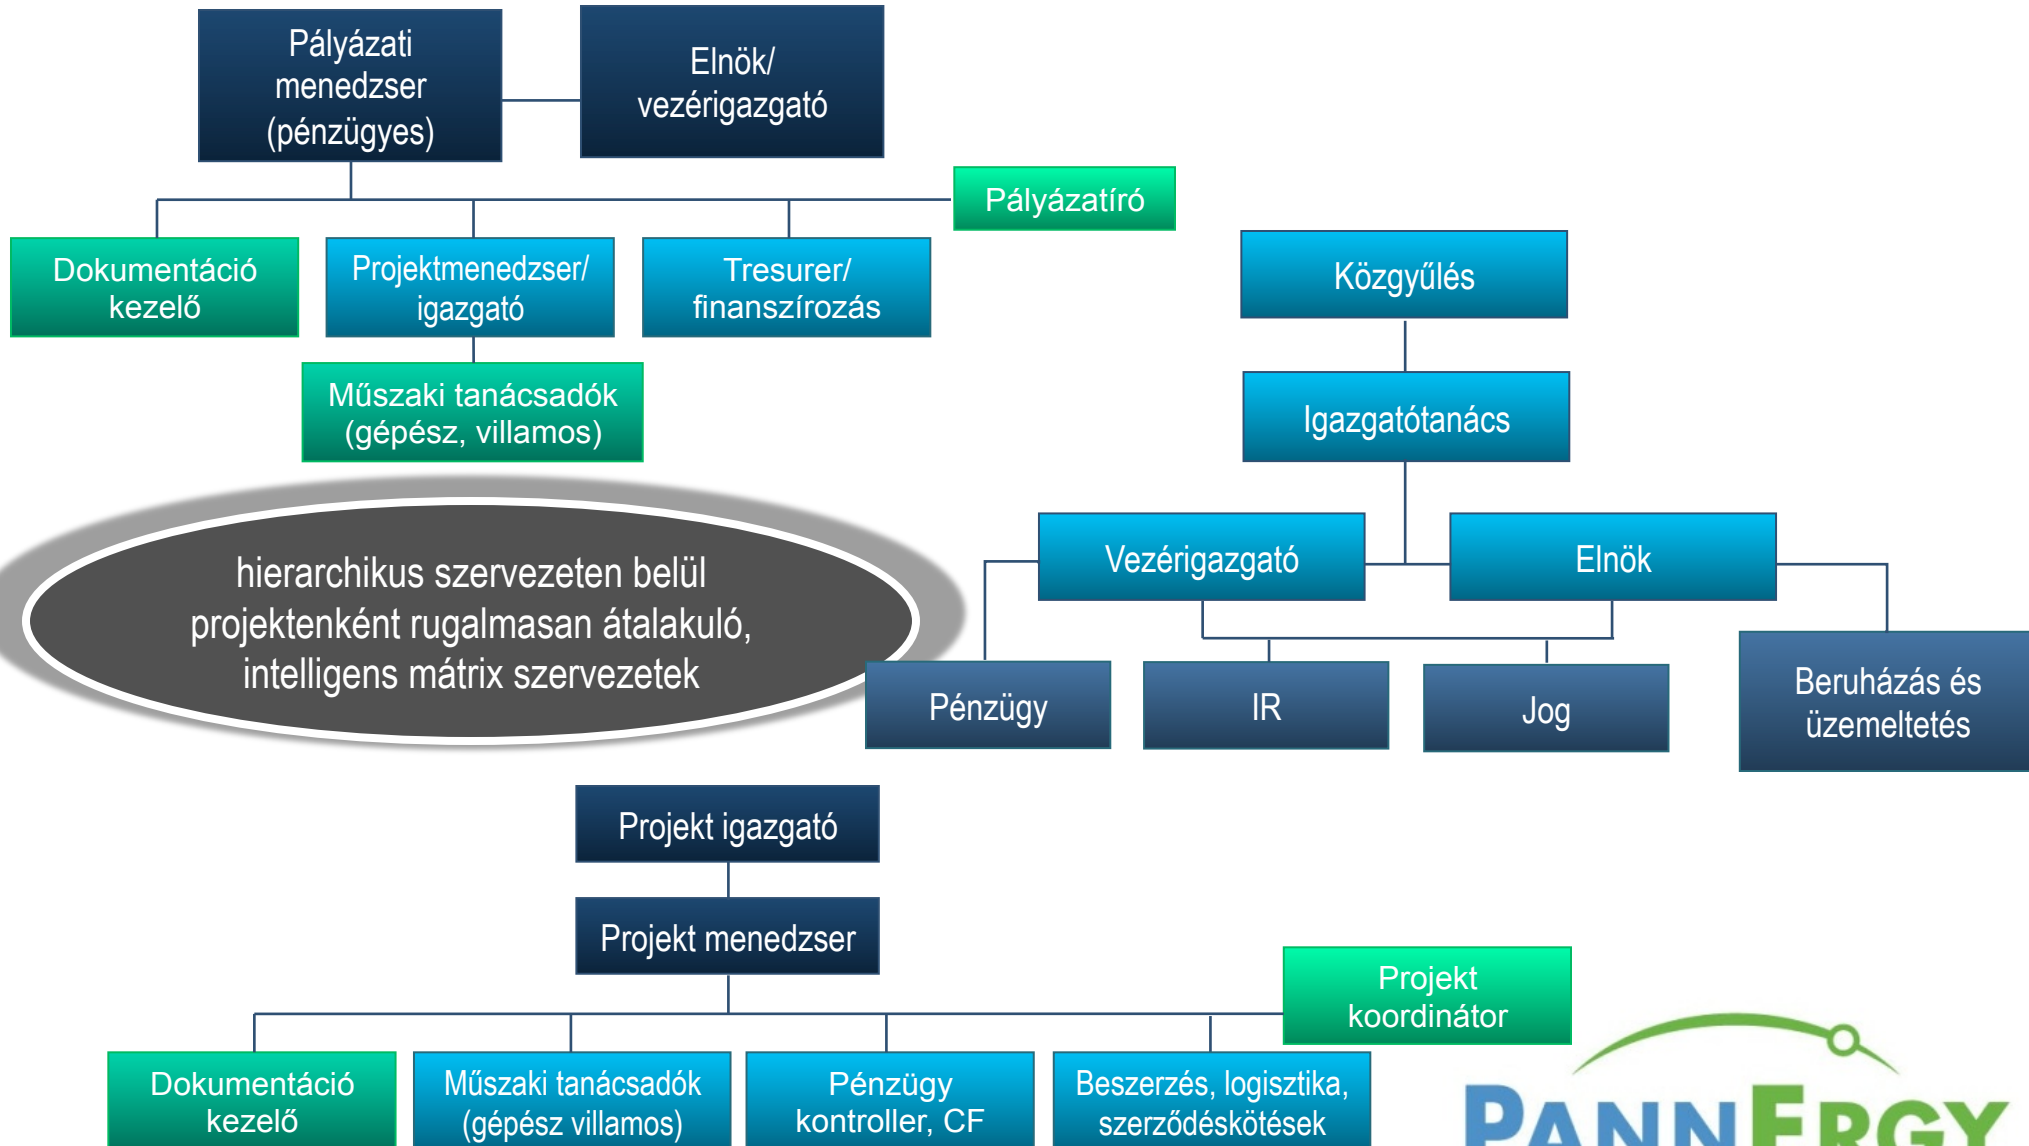 Pályázati
menedzser
(pénzügyes)
Elnök/
vezérigazgató
Pályázatíró
Dokumentáció
kezelő
Projektmenedzser/
igazgató
Tresurer/
finanszírozás
Műszaki tanácsadók
(gépész, villamos)
Közgyűlés
Igazgatótanács
Vezérigazgató
Elnök
Pénzügy
IR
Jog
Beruházás és
üzemeltetés
hierarchikus szervezeten belül
projektenként rugalmasan átalakuló,
intelligens mátrix szervezetek
Projekt igazgató
Projekt menedzser
Projekt
koordinátor
Dokumentáció
kezelő
Műszaki tanácsadók
(gépész villamos)
Pénzügy
kontroller, CF
Beszerzés, logisztika,
szerződéskötések
PANNERGY